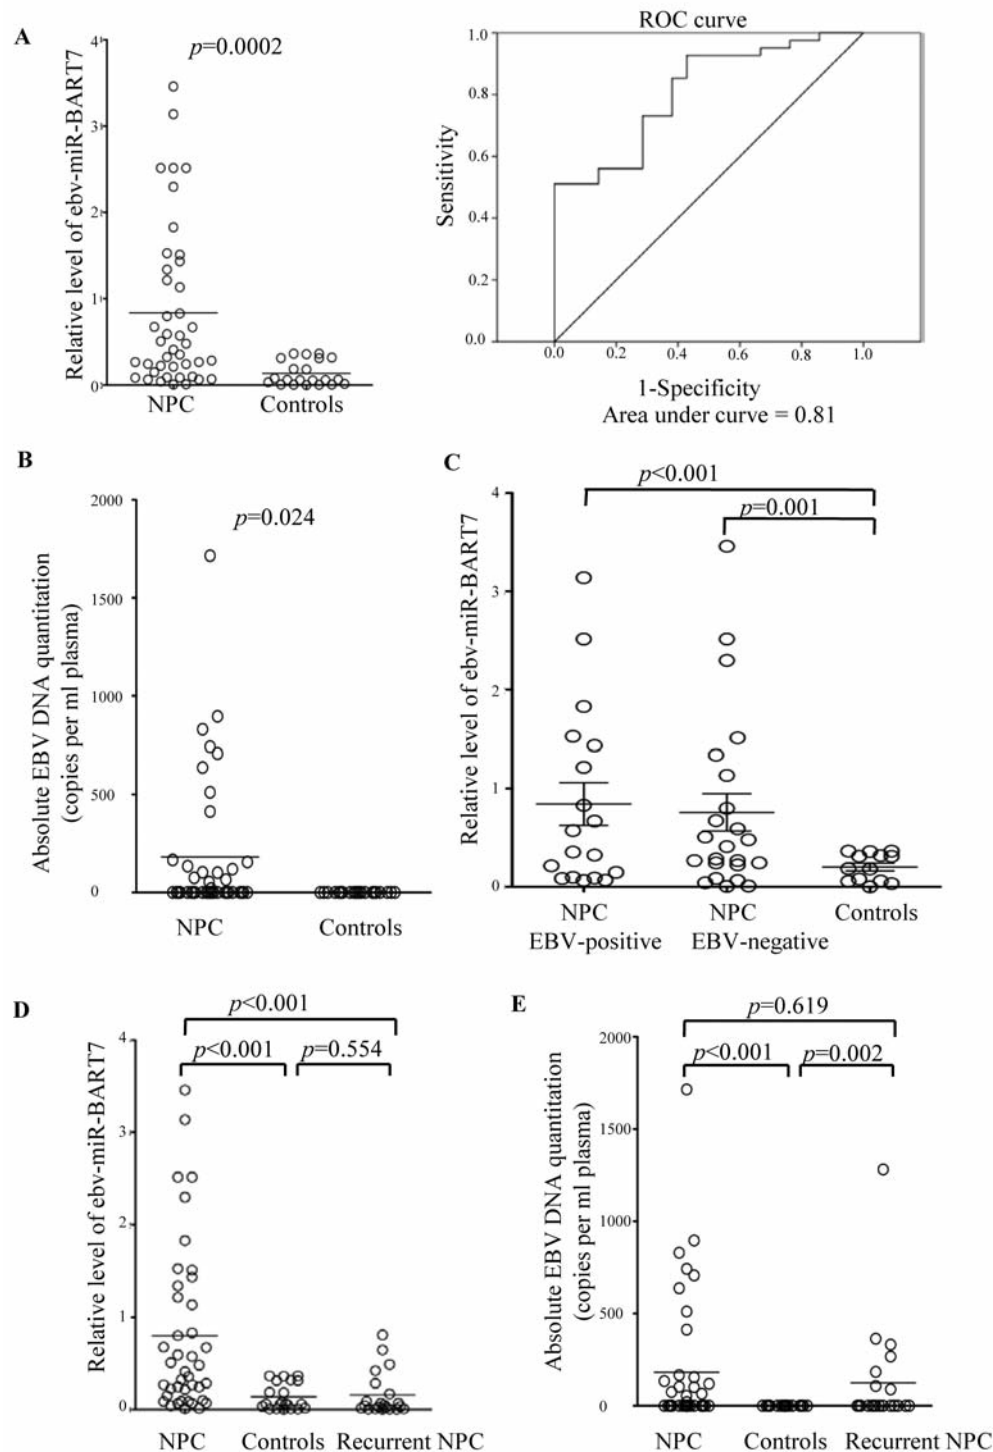 A
p=0.0002
Relative level of ebv-miR-BART7
4
3
2
1
0
NPC
Controls
ROC curve
Sensitivity
1.0
0.8
0.6
0.4
0.2
0.0
0.0
0.2
0.4
0.6
0.8
1.0
1-Specificity
Area under curve = 0.81
B
p=0.024
Absolute EBV DNA quantitation
(copies per ml plasma)
2000
1500
1000
500
0
NPC
Controls
C
p<0.001
p=0.001
Relative level of ebv-miR-BART7
4
3
2
1
0
NPC
EBV-positive
NPC
EBV-negative
Controls
D
p<0.001
p<0.001
p=0.554
Relative level of ebv-miR-BART7
4
3
2
1
0
NPC
Controls
Recurrent NPC
E
p=0.619
p<0.001
p=0.002
Absolute EBV DNA quantitation
(copies per ml plasma)
2000
1500
1000
500
0
NPC
Controls
Recurrent NPC